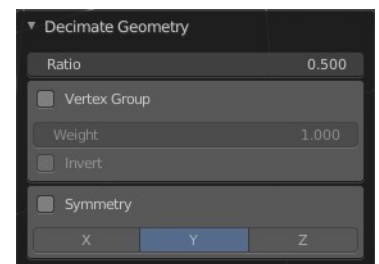 Decimate Geometry
Ratio 0.500
Vertex Group
Weight 1.000
Invert
Symmetry
X Y Z